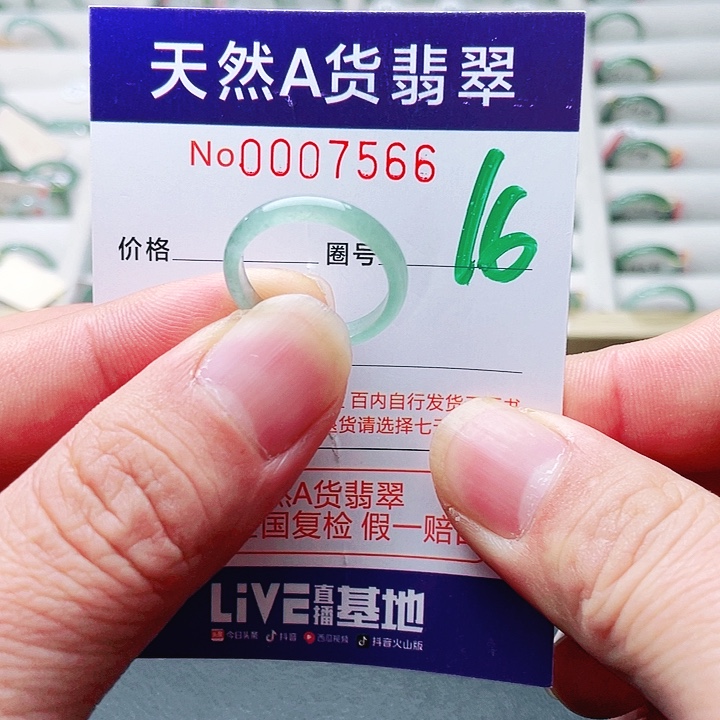 天然A货翡翠
No.0007566
价格 圈号 16
百内自行发货
货请选择七
A货翡翠
国复检 假一赔
LiVE直播基地
今日头条 抖音 西瓜视频 抖音火山版